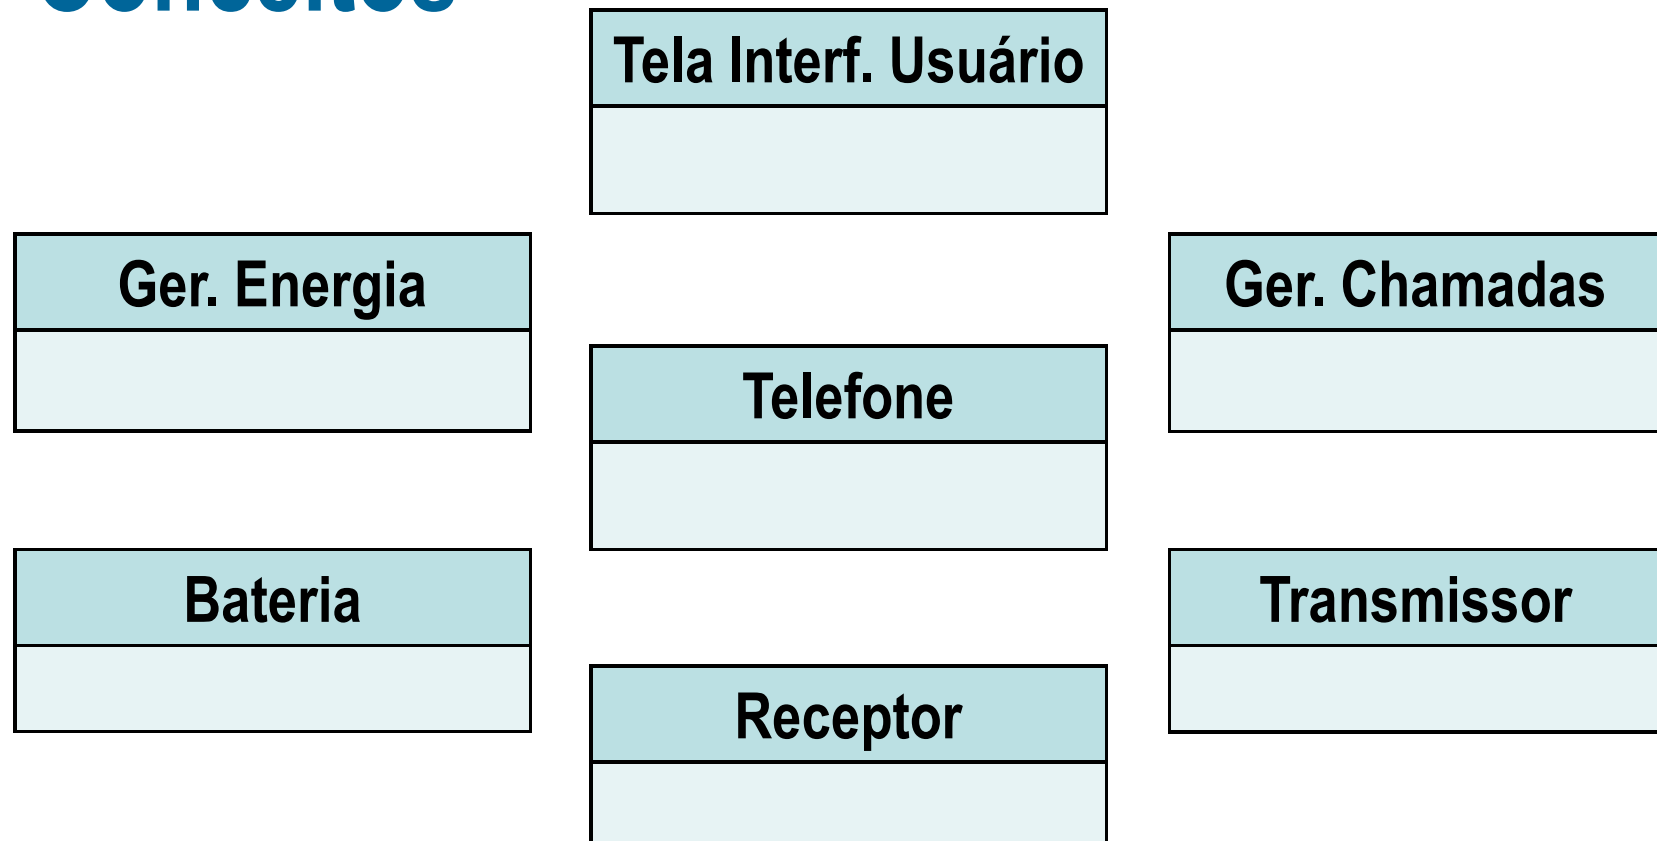 Tela Interf. Usuário
Ger. Energia
Ger. Chamadas
Telefone
Bateria
Transmissor
Receptor